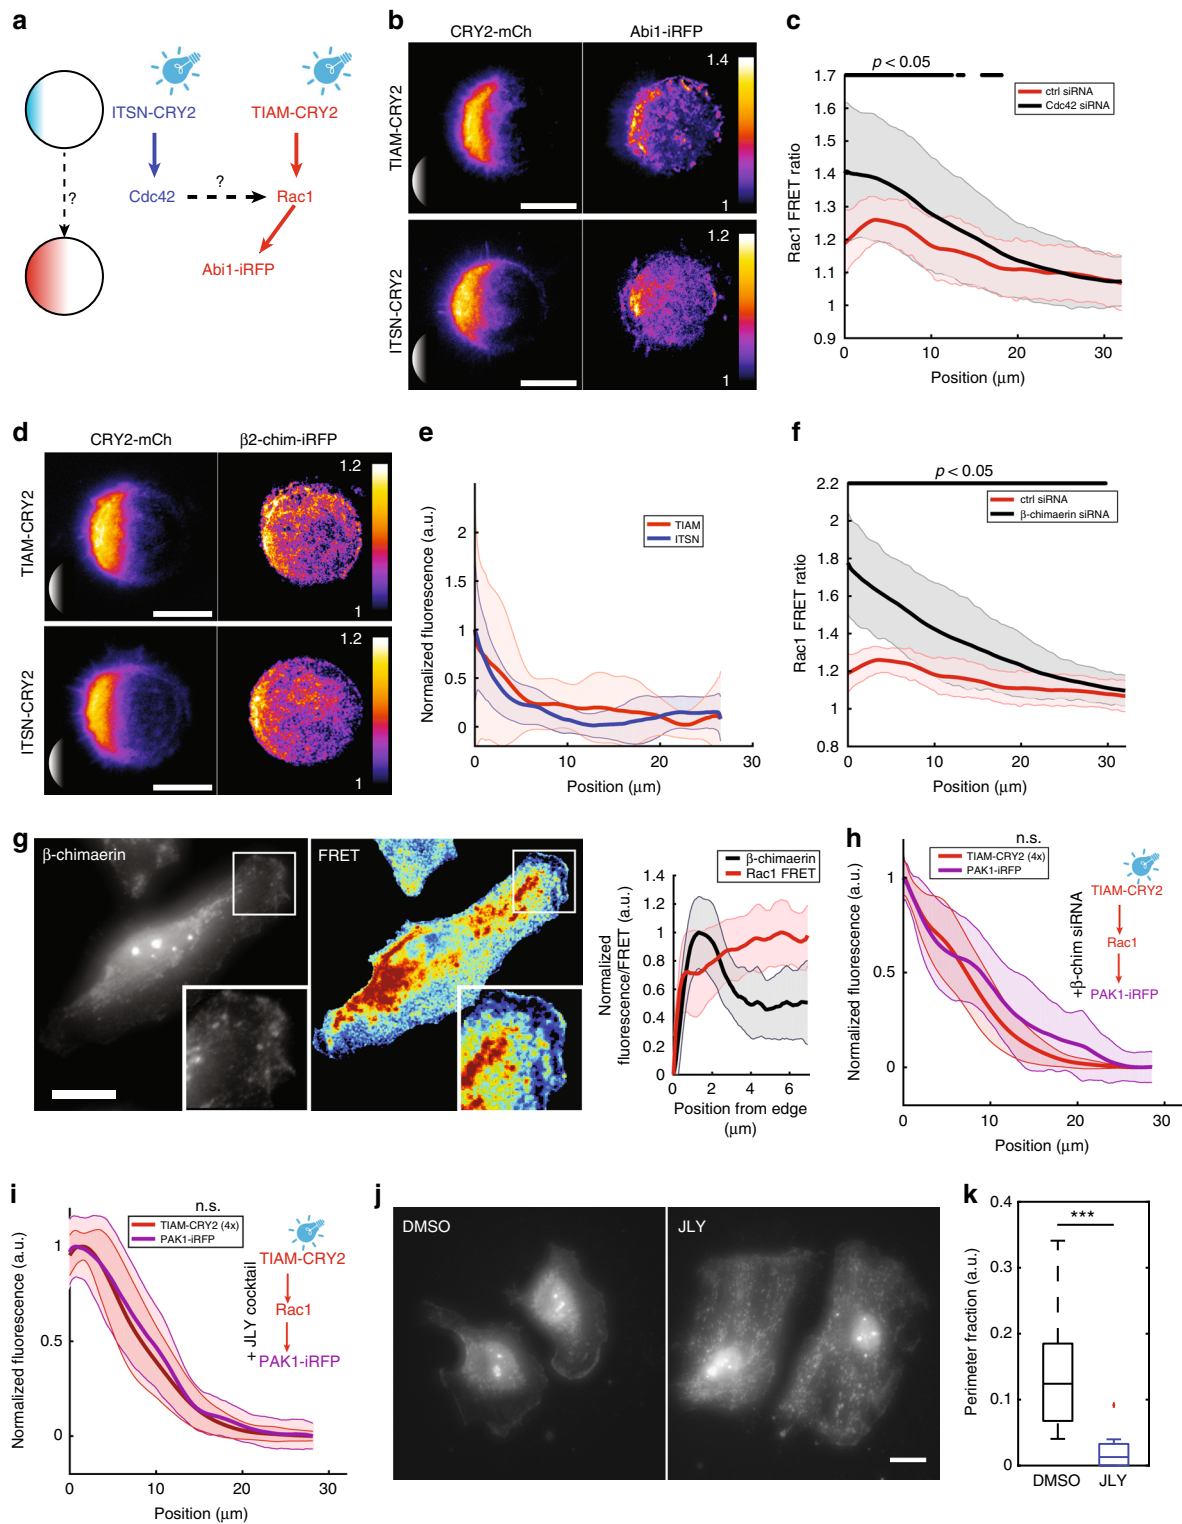 a
ITSN-CRY2
TIAM-CRY2
?
Cdc42
?
Rac1
Abi1-iRFP
b
CRY2-mCh
Abi1-iRFP
TIAM-CRY2
1.4
1
ITSN-CRY2
1.2
1
c
p < 0.05
ctrl siRNA
Cdc42 siRNA
Rac1 FRET ratio
1.7
1.6
1.5
1.4
1.3
1.2
1.1
1
0.9
0 10 20 30
Position (μm)
d
CRY2-mCh
β2-chim-iRFP
TIAM-CRY2
1.2
1
ITSN-CRY2
1.2
1
e
TIAM
ITSN
Normalized fluorescence (a.u.)
2
1.5
1
0.5
0
0 10 20 30
Position (μm)
f
p < 0.05
ctrl siRNA
β-chimaerin siRNA
Rac1 FRET ratio
2.2
2
1.8
1.6
1.4
1.2
1
0.8
0 10 20 30
Position (μm)
g
β-chimaerin
FRET
β-chimaerin
Rac1 FRET
Normalized
fluorescence/FRET (a.u.)
1.4
1.2
1
0.8
0.6
0.4
0.2
0
0 2 4 6
Position from edge
(μm)
h
n.s.
TIAM-CRY2 (4x)
PAK1-iRFP
Normalized fluorescence (a.u.)
1
0.5
0
0 10 20 30
Position (μm)
+β-chim siRNA
TIAM-CRY2
Rac1
PAK1-iRFP
i
n.s.
TIAM-CRY2 (4x)
PAK1-iRFP
Normalized fluorescence (a.u.)
1
0.5
0
0 10 20 30
Position (μm)
+ JLY cocktail
TIAM-CRY2
Rac1
PAK1-iRFP
j
DMSO
JLY
k
***
Perimeter fraction (a.u.)
0.4
0.3
0.2
0.1
0
DMSO JLY